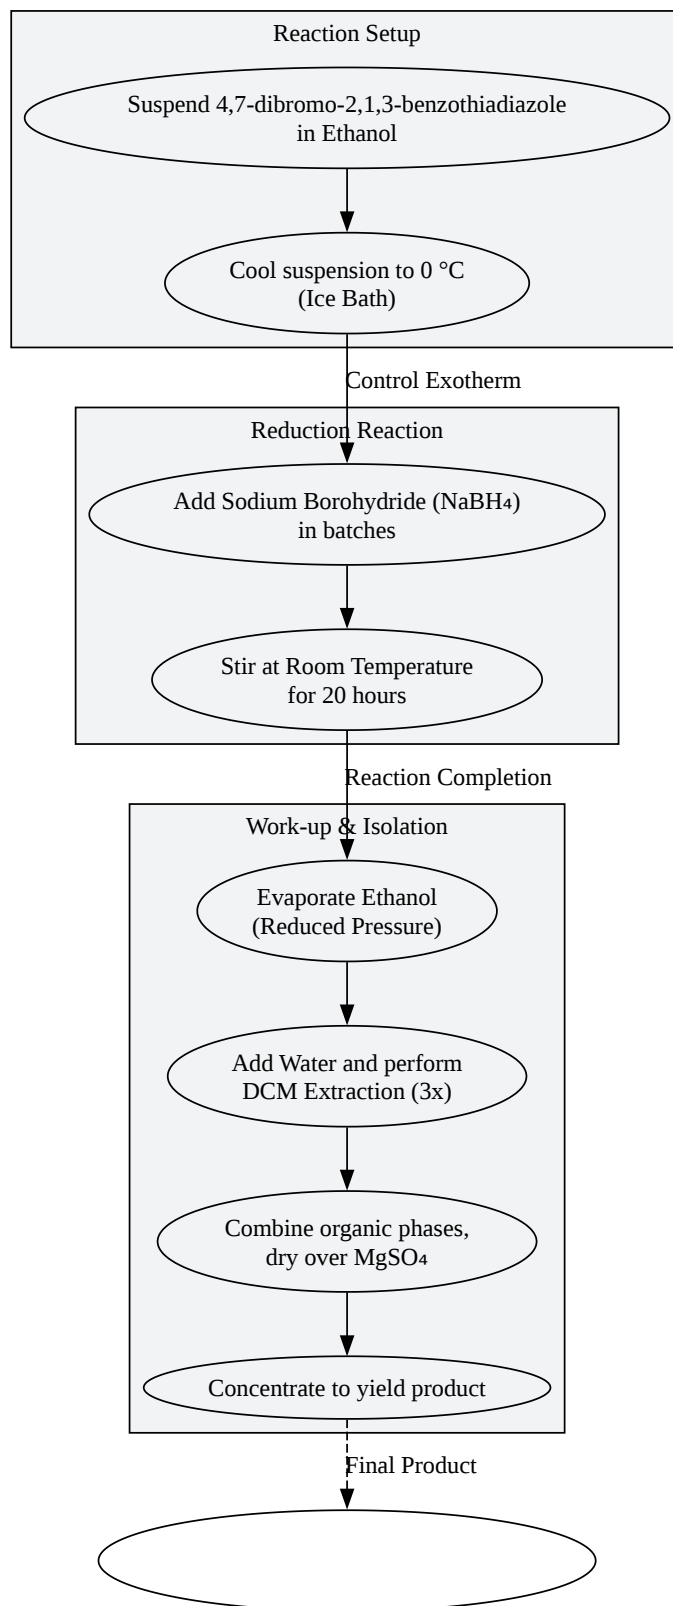 Reaction Setup
Suspend 4,7-dibromo-2,1,3-benzothiadiazole
in Ethanol
Cool suspension to 0 °C
(Ice Bath)
Control Exotherm
Reduction Reaction
Add Sodium Borohydride (NaBH₄)
in batches
Stir at Room Temperature
for 20 hours
Reaction Completion
Work-up & Isolation
Evaporate Ethanol
(Reduced Pressure)
Add Water and perform
DCM Extraction (3x)
Combine organic phases,
dry over MgSO₄
Concentrate to yield product
Final Product